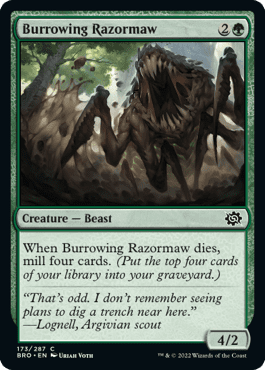 Burrowing Razormaw 2
Creature — Beast
When Burrowing Razormaw dies,
mill four cards. (Put the top four cards
of your library into your graveyard.)
“That’s odd. I don’t remember seeing
plans to dig a trench near here.”
—Lognell, Argivian scout
4/2
173/287 C
BRO • EN Uriah Voth
™ & © 2022 Wizards of the Coast